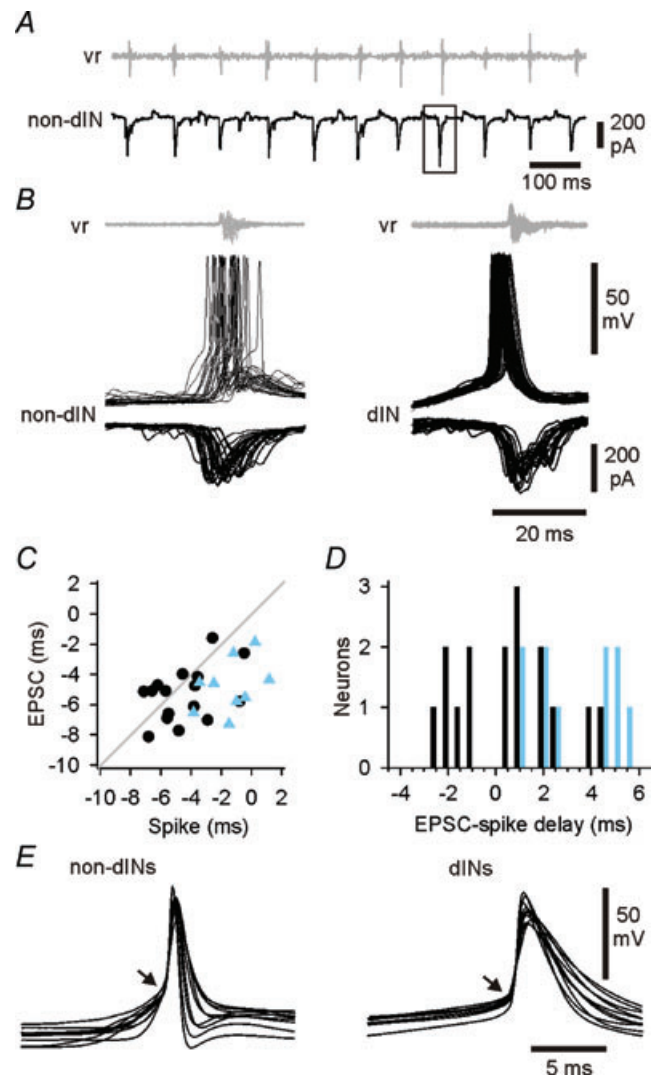 A
vr
non-dIN
200
pA
100 ms
B
vr
vr
50
mV
non-dIN
dIN
200
pA
20 ms
C
2
0
-2
-4
-6
-8
-10
EPSC (ms)
-10 -8 -6 -4 -2 0 2
Spike (ms)
D
3
2
1
0
Neurons
-4 -2 0 2 4 6
EPSC-spike delay (ms)
E
non-dINs
dINs
50
mV
5 ms